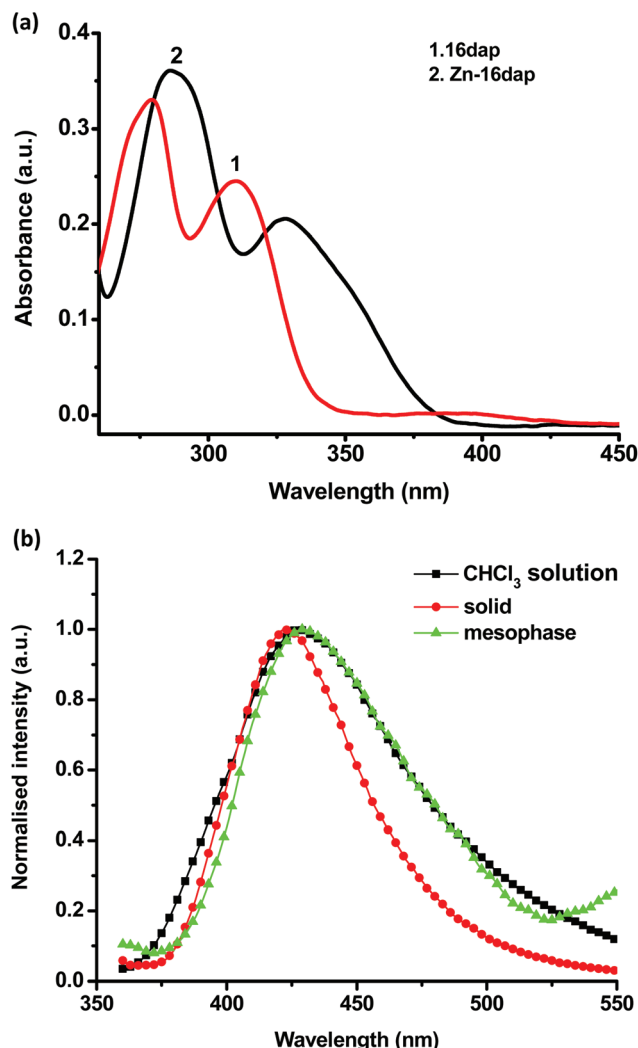 (a)
0.4
0.3
0.2
0.1
0.0
Absorbance (a.u.)
2
1
1.16dap
2. Zn-16dap
300
350
400
450
Wavelength (nm)
(b)
1.2
1.0
0.8
0.6
0.4
0.2
0.0
Normalised intensity (a.u.)
CHCl₃ solution
solid
mesophase
350
400
450
500
550
Wavelength (nm)